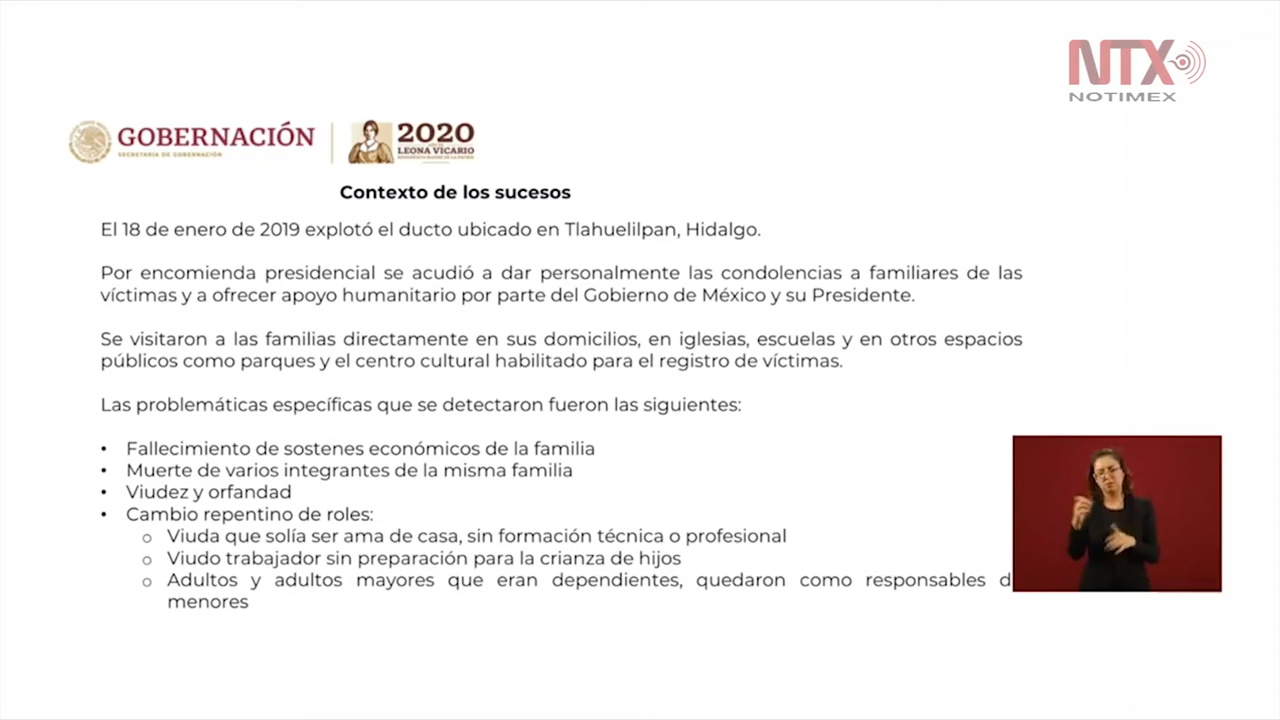 NTX
NOTIMEX
GOBERNACIÓN
SECRETARÍA DE GOBERNACIÓN
2020
LEONA VICARIO
Contexto de los sucesos
El 18 de enero de 2019 explotó el ducto ubicado en Tlahuelilpan, Hidalgo.
Por encomienda presidencial se acudió a dar personalmente las condolencias a familiares de las
víctimas y a ofrecer apoyo humanitario por parte del Gobierno de México y su Presidente.
Se visitaron a las familias directamente en sus domicilios, en iglesias, escuelas y en otros espacios
públicos como parques y el centro cultural habilitado para el registro de víctimas.
Las problemáticas específicas que se detectaron fueron las siguientes:
• Fallecimiento de sostenes económicos de la familia
• Muerte de varios integrantes de la misma familia
• Viudez y orfandad
• Cambio repentino de roles:
o Viuda que solía ser ama de casa, sin formación técnica o profesional
o Viudo trabajador sin preparación para la crianza de hijos
o Adultos y adultos mayores que eran dependientes, quedaron como responsables d
menores